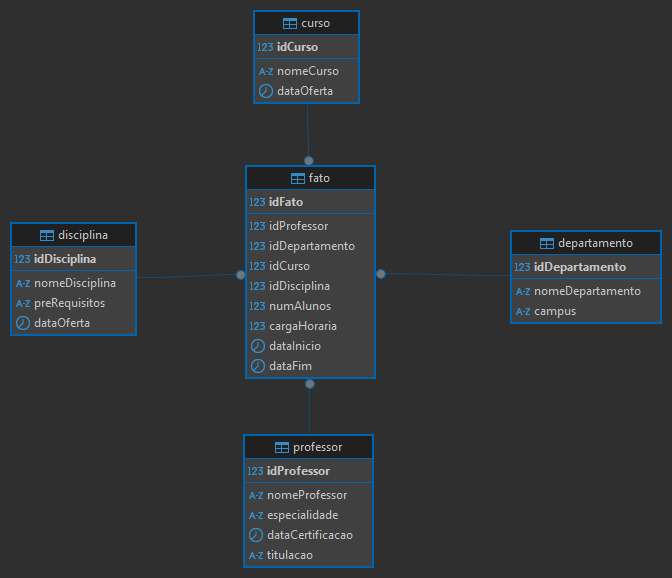 curso
123 idCurso
A-Z nomeCurso
dataOferta
fato
123 idFato
123 idProfessor
123 idDepartamento
123 idCurso
123 idDisciplina
123 numAlunos
123 cargaHoraria
dataInicio
dataFim
disciplina
123 idDisciplina
A-Z nomeDisciplina
A-Z preRequisitos
dataOferta
departamento
123 idDepartamento
A-Z nomeDepartamento
A-Z campus
professor
123 idProfessor
A-Z nomeProfessor
A-Z especialidade
dataCertificacao
A-Z titulacao